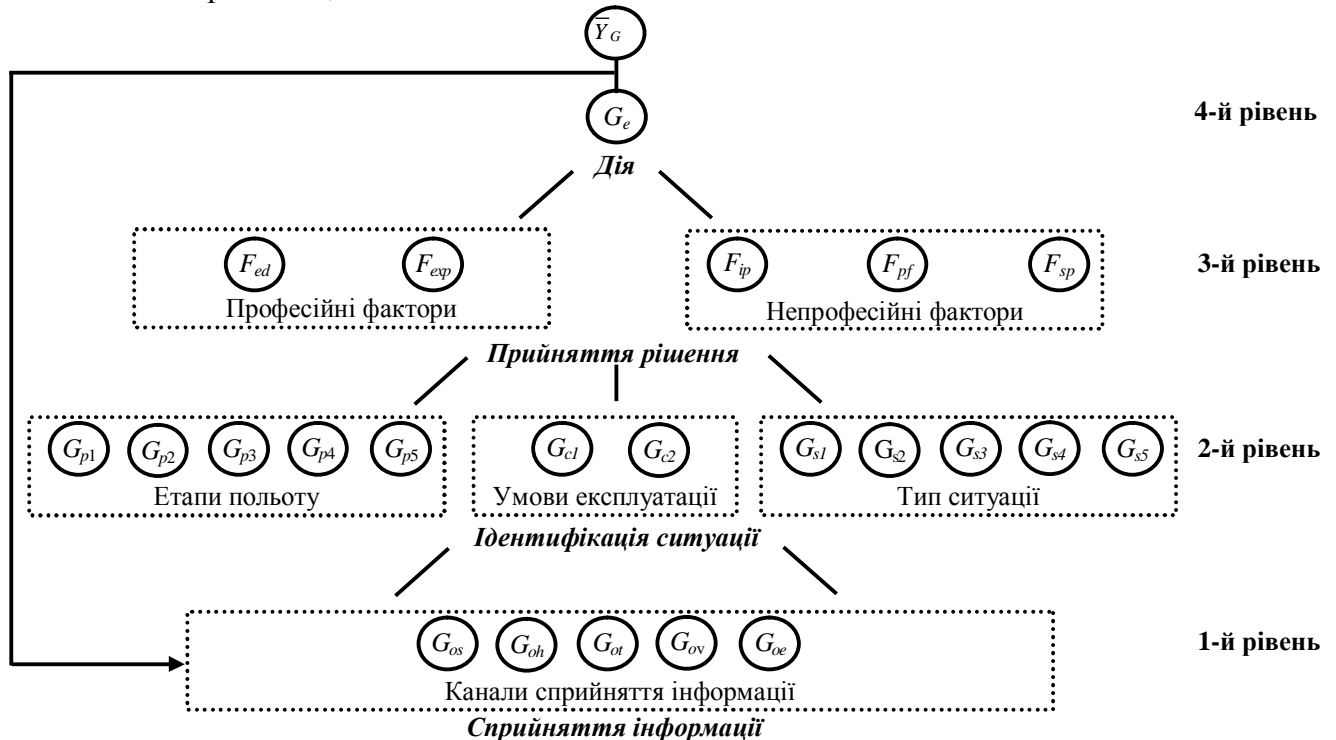 Y̅_G
G_e
4-й рівень
Дія
F_ed F_exp F_ip F_pf F_sp
3-й рівень
Професійні фактори
Непрофесійні фактори
Прийняття рішення
G_p1 G_p2 G_p3 G_p4 G_p5 G_c1 G_c2 G_s1 G_s2 G_s3 G_s4 G_s5
2-й рівень
Етапи польоту
Умови експлуатації
Тип ситуації
Ідентифікація ситуації
G_os G_oh G_ot G_ov G_oe
1-й рівень
Канали сприйняття інформації
Сприйняття інформації